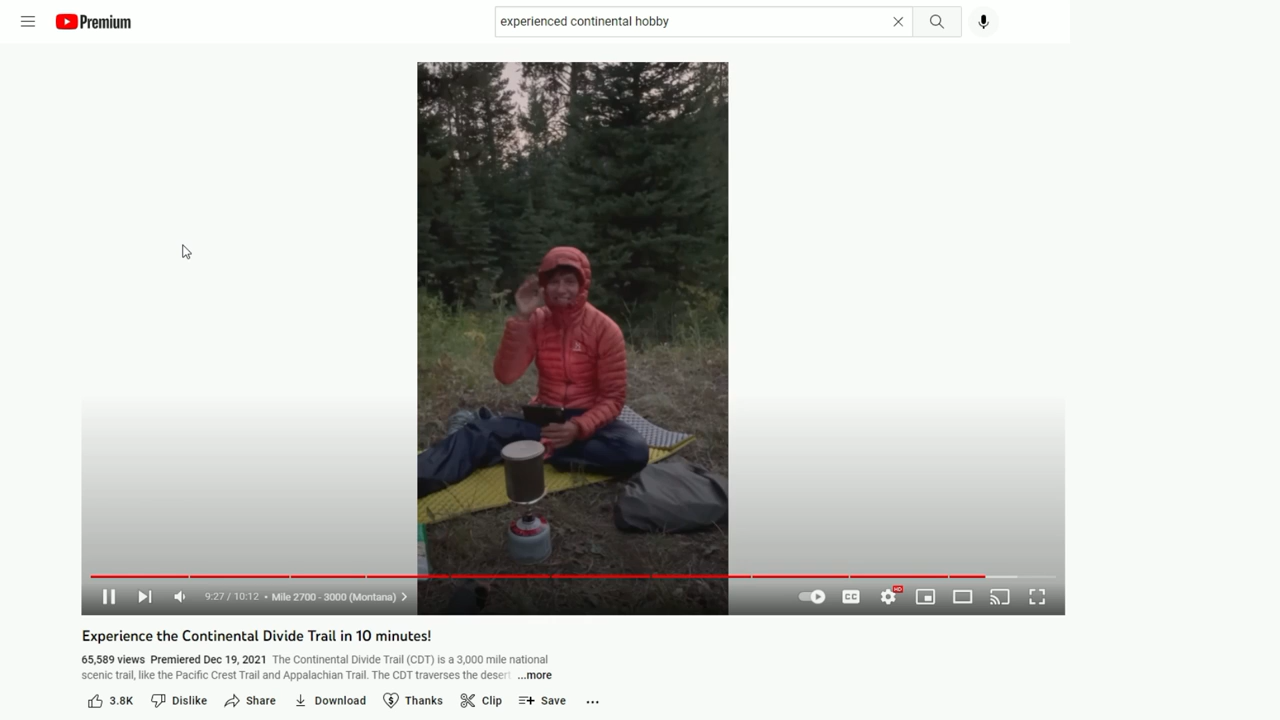 Premium
experienced continental hobby
HD
CC
9:27 / 10:12 • Mile 2700 - 3000 (Montana)
Experience the Continental Divide Trail in 10 minutes!
65,589 views Premiered Dec 19, 2021 The Continental Divide Trail (CDT) is a 3,000 mile national
scenic trail, like the Pacific Crest Trail and Appalachian Trail. The CDT traverses the desert ...more
3.8K Dislike Share Download Thanks Clip Save